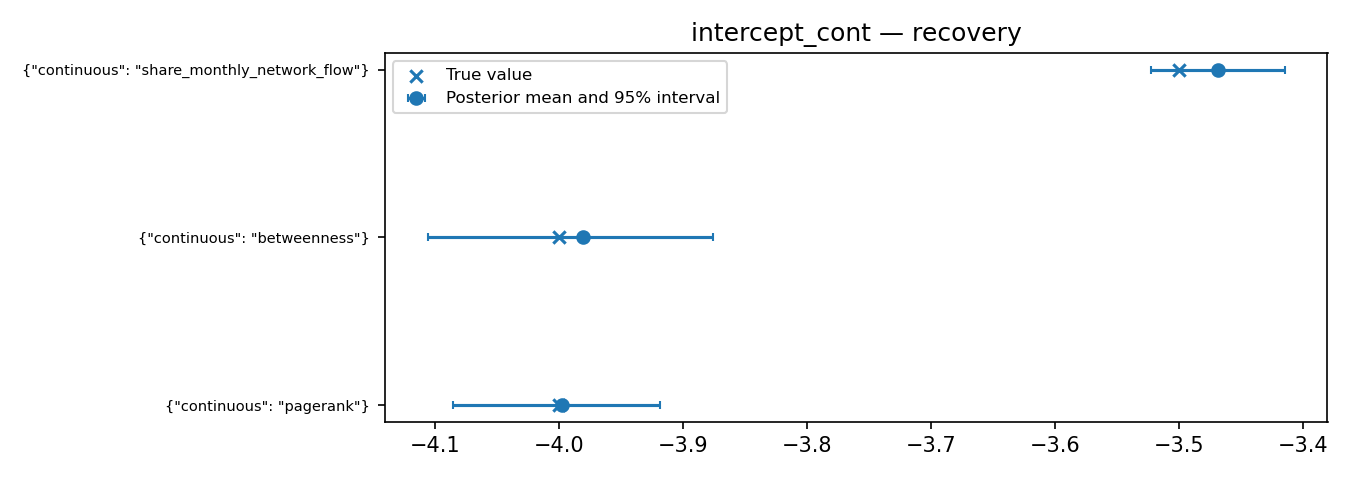 intercept_cont — recovery
{"continuous": "share_monthly_network_flow"}
True value
Posterior mean and 95% interval
{"continuous": "betweenness"}
{"continuous": "pagerank"}
−4.1 −4.0 −3.9 −3.8 −3.7 −3.6 −3.5 −3.4